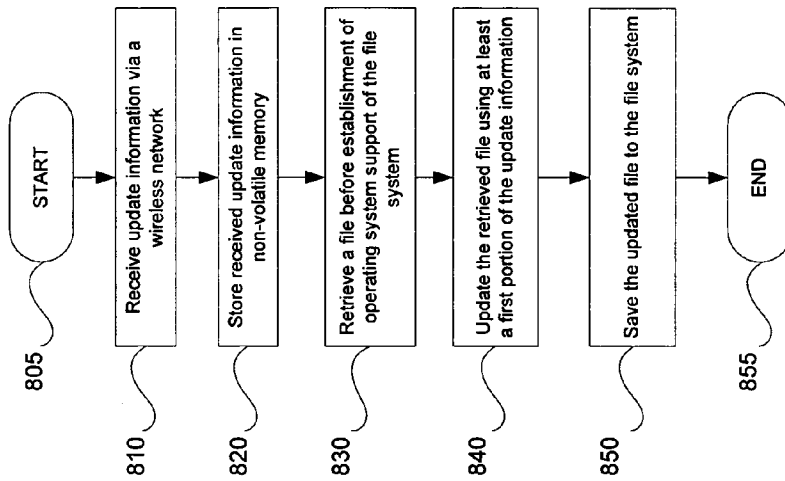 START
805
Receive update information via a
wireless network
810
Store received update information in
non-volatile memory
820
Retrieve a file before establishment of
operating system support of the file
system
830
Update the retrieved file using at least
a first portion of the update information
840
Save the updated file to the file system
850
END
855